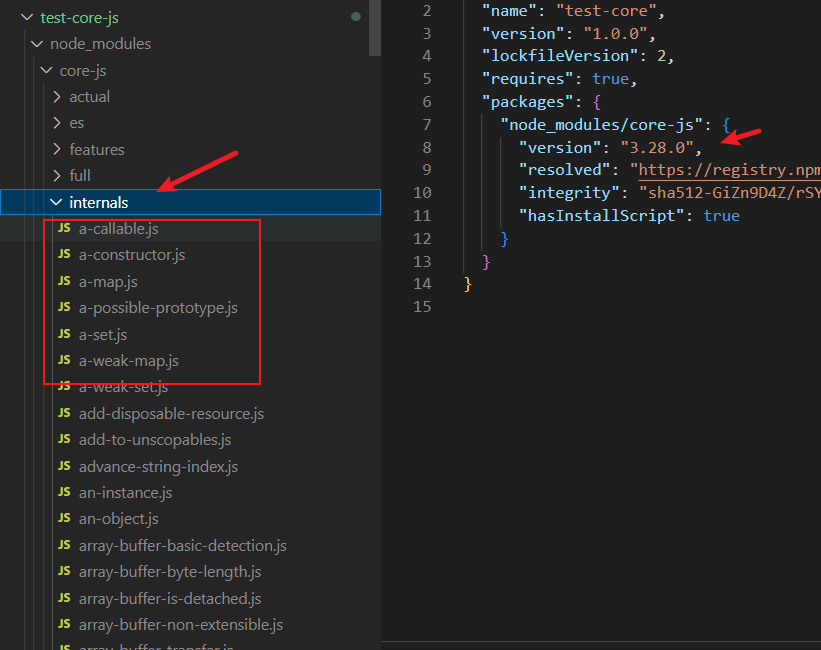 test-core-js
node_modules
core-js
actual
es
features
full
internals
JS a-callable.js
JS a-constructor.js
JS a-map.js
JS a-possible-prototype.js
JS a-set.js
JS a-weak-map.js
JS a-weak-set.js
JS add-disposable-resource.js
JS add-to-unscopables.js
JS advance-string-index.js
JS an-instance.js
JS an-object.js
JS array-buffer-basic-detection.js
JS array-buffer-byte-length.js
JS array-buffer-is-detached.js
JS array-buffer-non-extensible.js
JS array-buffer-transfer.js
2 "name": "test-core",
3 "version": "1.0.0",
4 "lockfileVersion": 2,
5 "requires": true,
6 "packages": {
7 "node_modules/core-js": {
8 "version": "3.28.0",
9 "resolved": "https://registry.npm
10 "integrity": "sha512-GiZn9D4Z/rSY
11 "hasInstallScript": true
12 }
13 }
14 }
15